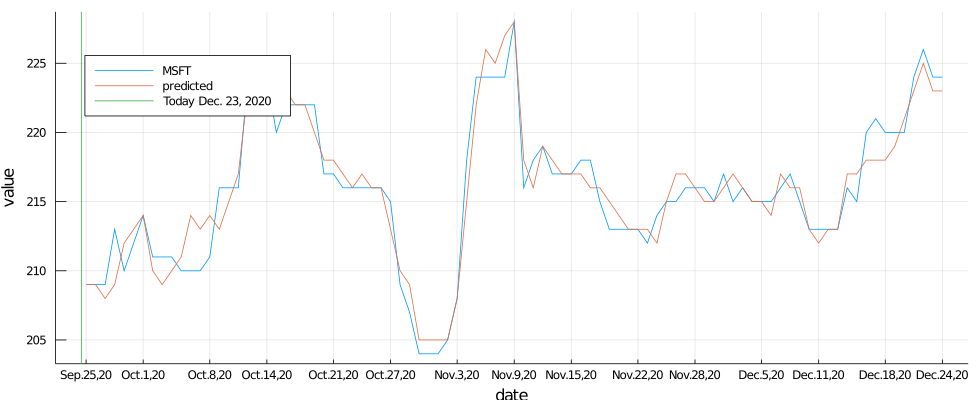 MSFT
predicted
Today Dec. 23, 2020
225
220
215
210
205
value
Sep.25,20 Oct.1,20 Oct.8,20 Oct.14,20 Oct.21,20 Oct.27,20 Nov.3,20 Nov.9,20 Nov.15,20 Nov.22,20 Nov.28,20 Dec.5,20 Dec.11,20 Dec.18,20 Dec.24,20
date